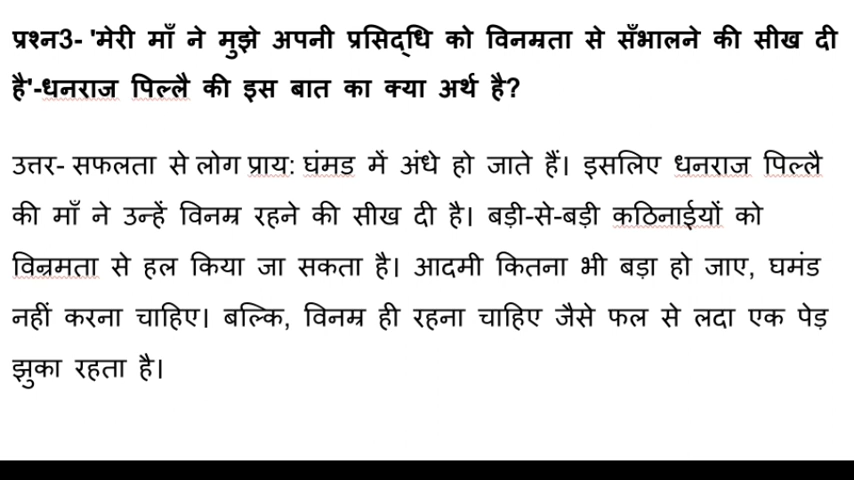 प्रश्न3- 'मेरी माँ ने मुझे अपनी प्रसिद्धि को विनम्रता से सँभालने की सीख दी
है'-धनराज पिल्लै की इस बात का क्या अर्थ है?
उत्तर- सफलता से लोग प्राय: घंमड में अंधे हो जाते हैं। इसलिए धनराज पिल्लै
की माँ ने उन्हें विनम्र रहने की सीख दी है। बड़ी-से-बड़ी कठिनाईयों को
विन्रमता से हल किया जा सकता है। आदमी कितना भी बड़ा हो जाए, घमंड
नहीं करना चाहिए। बल्कि, विनम्र ही रहना चाहिए जैसे फल से लदा एक पेड़
झुका रहता है।